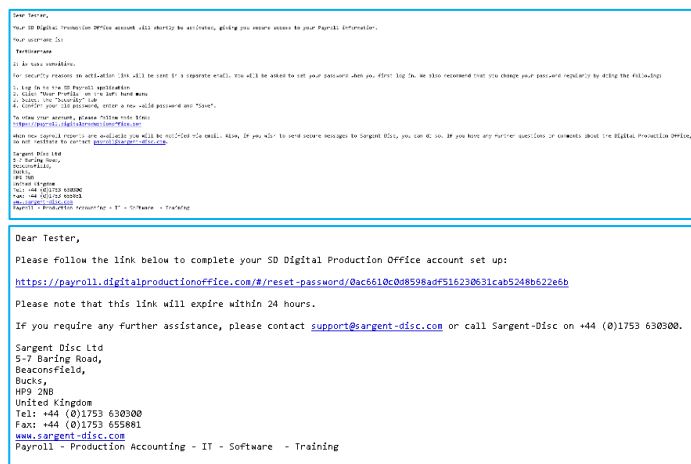 Dear Tester,
Your SD Digital Production Office account will shortly be activated, giving you secure access to your Payroll information.
Your username is:
TestUsername
It is case sensitive.
For security reasons an activation link will be sent in a separate email. You will be asked to set your password when you first log in. We also recommend that you change your password regularly by doing the following:
1. Log in to the SD Payroll application
2. Click "User Profile" on the left hand menu
3. Select the "Security" tab
4. Confirm your old password, enter a new valid password and "Save".
To view your account, please follow this link:
https://payroll.digitalproductionoffice.com
When new payroll reports are available you will be notified via email. Also, if you wish to send secure messages to Sargent Disc, you can do so. If you have any further questions or comments about the Digital Production Office,
do not hesitate to contact payroll@sargent-disc.com.
Sargent Disc Ltd
5-7 Baring Road,
Beaconsfield,
Bucks,
HP9 2NB
United Kingdom
Tel: +44 (0)1753 630300
Fax: +44 (0)1753 655881
www.sargent-disc.com
Payroll - Production Accounting - IT - Software - Training
Dear Tester,
Please follow the link below to complete your SD Digital Production Office account set up:
https://payroll.digitalproductionoffice.com/#/reset-password/0ac6610c0d8598adf516230631cab5248b622e6b
Please note that this link will expire within 24 hours.
If you require any further assistance, please contact support@sargent-disc.com or call Sargent-Disc on +44 (0)1753 630300.
Sargent Disc Ltd
5-7 Baring Road,
Beaconsfield,
Bucks,
HP9 2NB
United Kingdom
Tel: +44 (0)1753 630300
Fax: +44 (0)1753 655881
www.sargent-disc.com
Payroll - Production Accounting - IT - Software  - Training